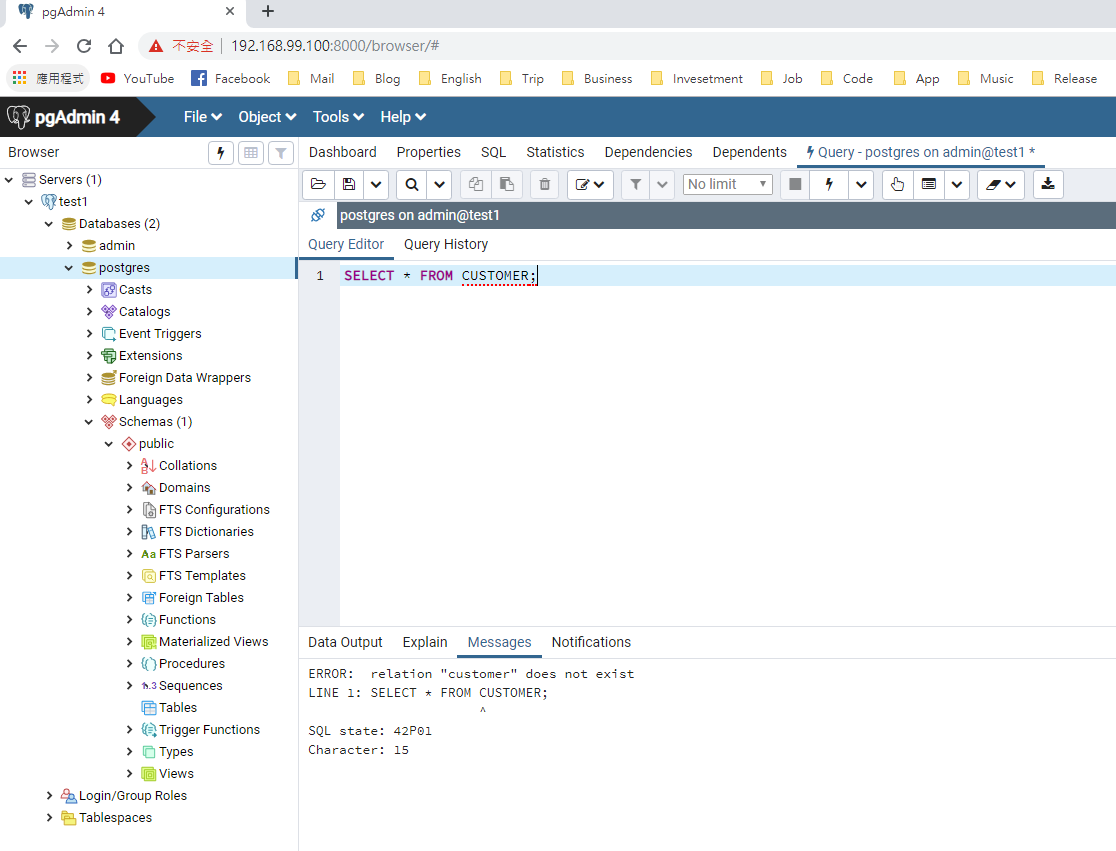 pgAdmin 4
不安全 192.168.99.100:8000/browser/#
應用程式 YouTube Facebook Mail Blog English Trip Business Invesetment Job Code App Music Release
pgAdmin 4 File Object Tools Help
Browser
Dashboard Properties SQL Statistics Dependencies Dependents Query - postgres on admin@test1 *
No limit
postgres on admin@test1
Query Editor Query History
1 SELECT * FROM CUSTOMER;
Servers (1)
test1
Databases (2)
admin
postgres
Casts
Catalogs
Event Triggers
Extensions
Foreign Data Wrappers
Languages
Schemas (1)
public
Collations
Domains
FTS Configurations
FTS Dictionaries
Aa FTS Parsers
FTS Templates
Foreign Tables
Functions
Materialized Views
Procedures
1..3 Sequences
Tables
Trigger Functions
Types
Views
Login/Group Roles
Tablespaces
Data Output Explain Messages Notifications
ERROR: relation "customer" does not exist
LINE 1: SELECT * FROM CUSTOMER;
^
SQL state: 42P01
Character: 15